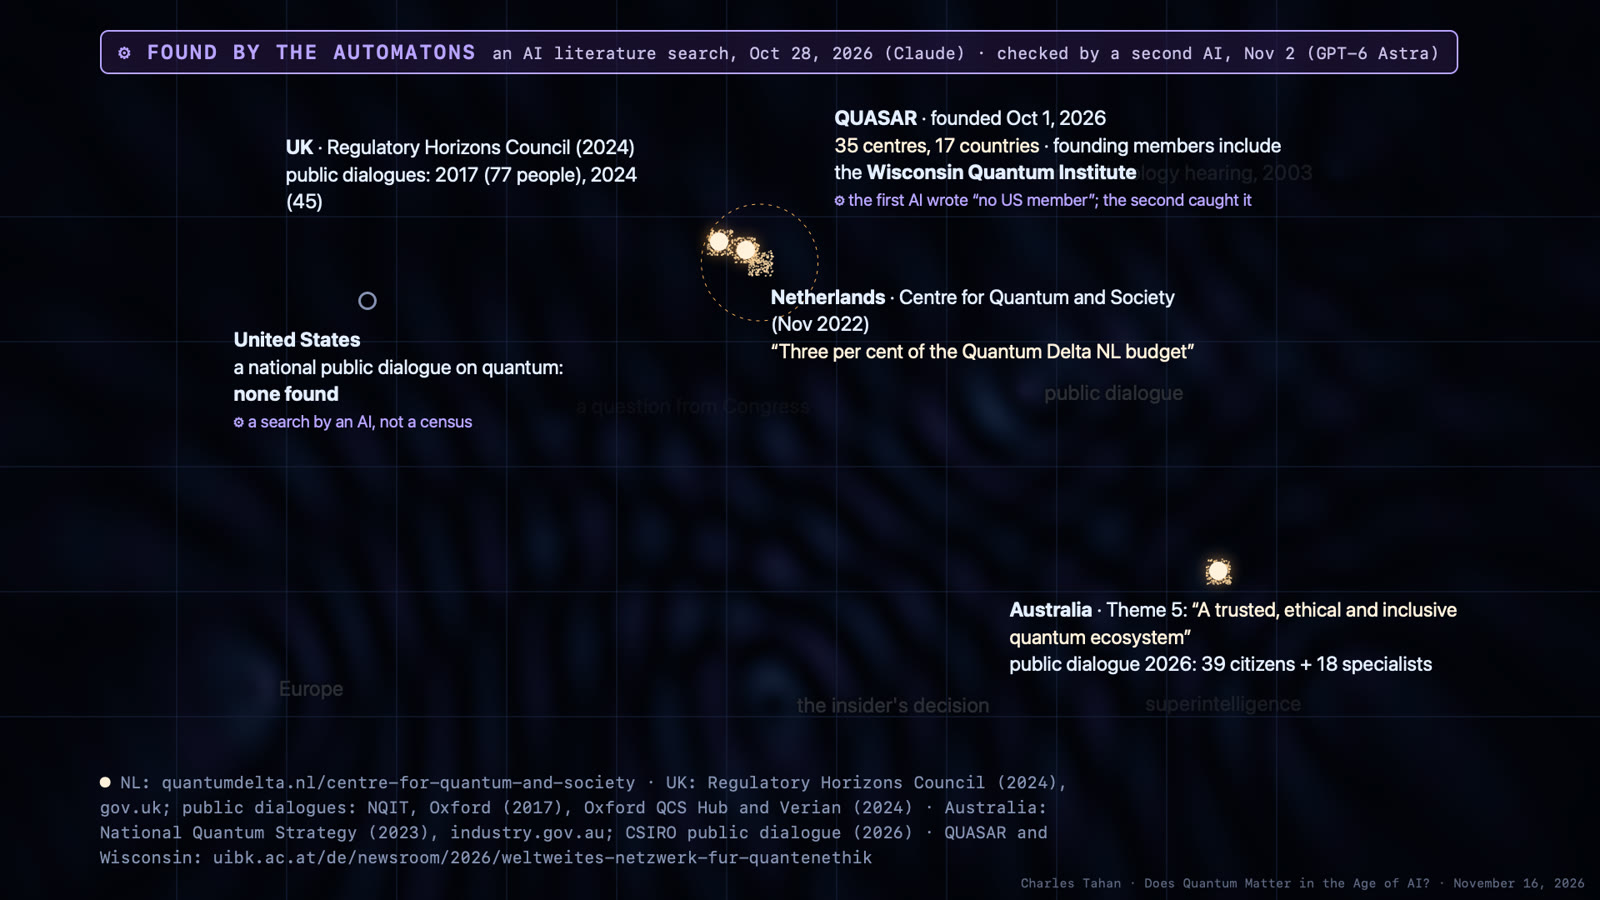 ⚙ FOUND BY THE AUTOMATONS an AI literature search, Oct 28, 2026 (Claude) · checked by a second AI, Nov 2 (GPT-6 Astra)
UK · Regulatory Horizons Council (2024)
public dialogues: 2017 (77 people), 2024
(45)
QUASAR · founded Oct 1, 2026
35 centres, 17 countries · founding members include
the Wisconsin Quantum Institute
ology hearing, 2003
⚙ the first AI wrote “no US member”; the second caught it
Netherlands · Centre for Quantum and Society
(Nov 2022)
“Three per cent of the Quantum Delta NL budget”
United States
a national public dialogue on quantum:
none found
⚙ a search by an AI, not a census
a question from Congress
public dialogue
Australia · Theme 5: “A trusted, ethical and inclusive
quantum ecosystem”
public dialogue 2026: 39 citizens + 18 specialists
Europe
the insider's decision
superintelligence
NL: quantumdelta.nl/centre-for-quantum-and-society · UK: Regulatory Horizons Council (2024),
gov.uk; public dialogues: NQIT, Oxford (2017), Oxford QCS Hub and Verian (2024) · Australia:
National Quantum Strategy (2023), industry.gov.au; CSIRO public dialogue (2026) · QUASAR and
Wisconsin: uibk.ac.at/de/newsroom/2026/weltweites-netzwerk-fur-quantenethik
Charles Tahan · Does Quantum Matter in the Age of AI? · November 16, 2026